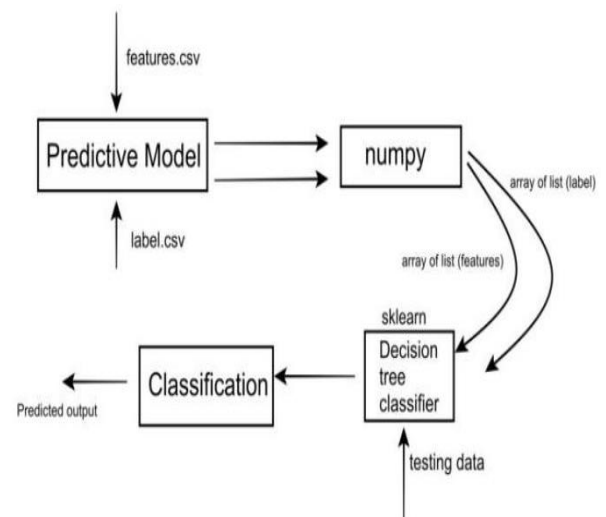 features.csv
Predictive Model
numpy
label.csv
array of list (label)
array of list (features)
sklearn
Decision
tree
classifier
Classification
Predicted output
testing data